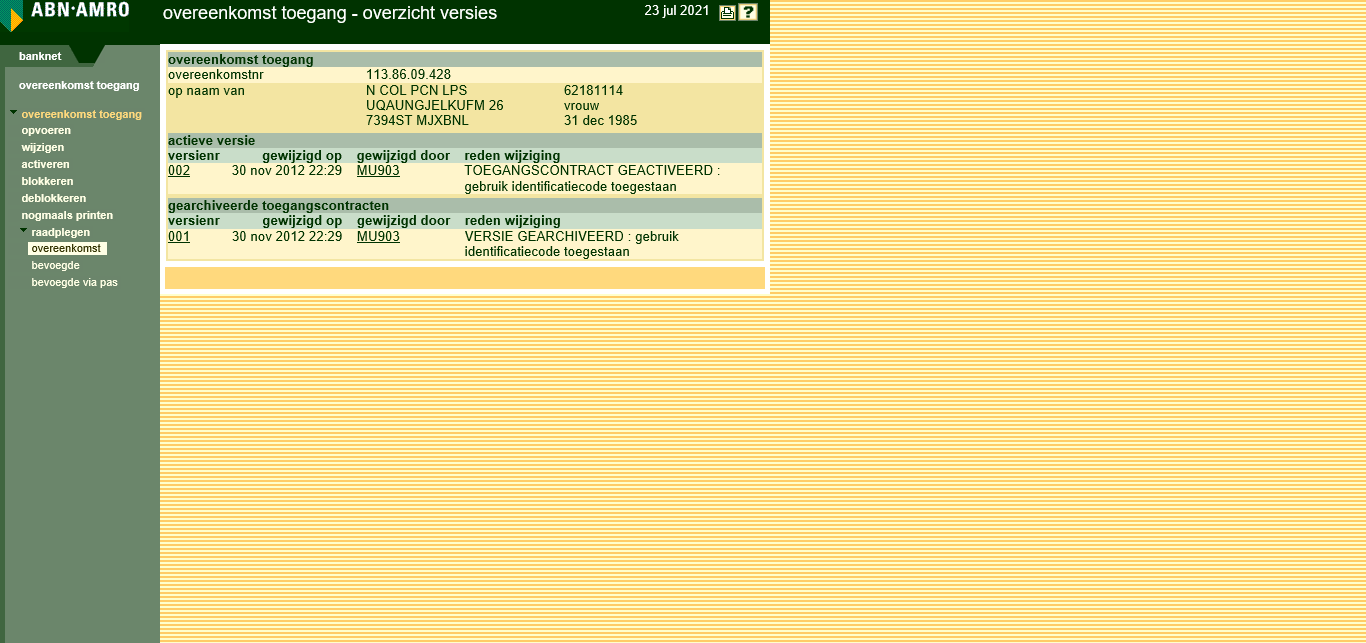 ABN·AMRO
overeenkomst toegang - overzicht versies
23 jul 2021
?
banknet
overeenkomst toegang
overeenkomst toegang
opvoeren
wijzigen
activeren
blokkeren
deblokkeren
nogmaals printen
raadplegen
overeenkomst
bevoegde
bevoegde via pas
overeenkomst toegang
overeenkomstnr 113.86.09.428
op naam van N COL PCN LPS 62181114
UQAUNGJELKUFM 26 vrouw
7394ST MJXBNL 31 dec 1985
actieve versie
versienr gewijzigd op gewijzigd door reden wijziging
002 30 nov 2012 22:29 MU903 TOEGANGSCONTRACT GEACTIVEERD :
gebruik identificatiecode toegestaan
gearchiveerde toegangscontracten
versienr gewijzigd op gewijzigd door reden wijziging
001 30 nov 2012 22:29 MU903 VERSIE GEARCHIVEERD : gebruik
identificatiecode toegestaan